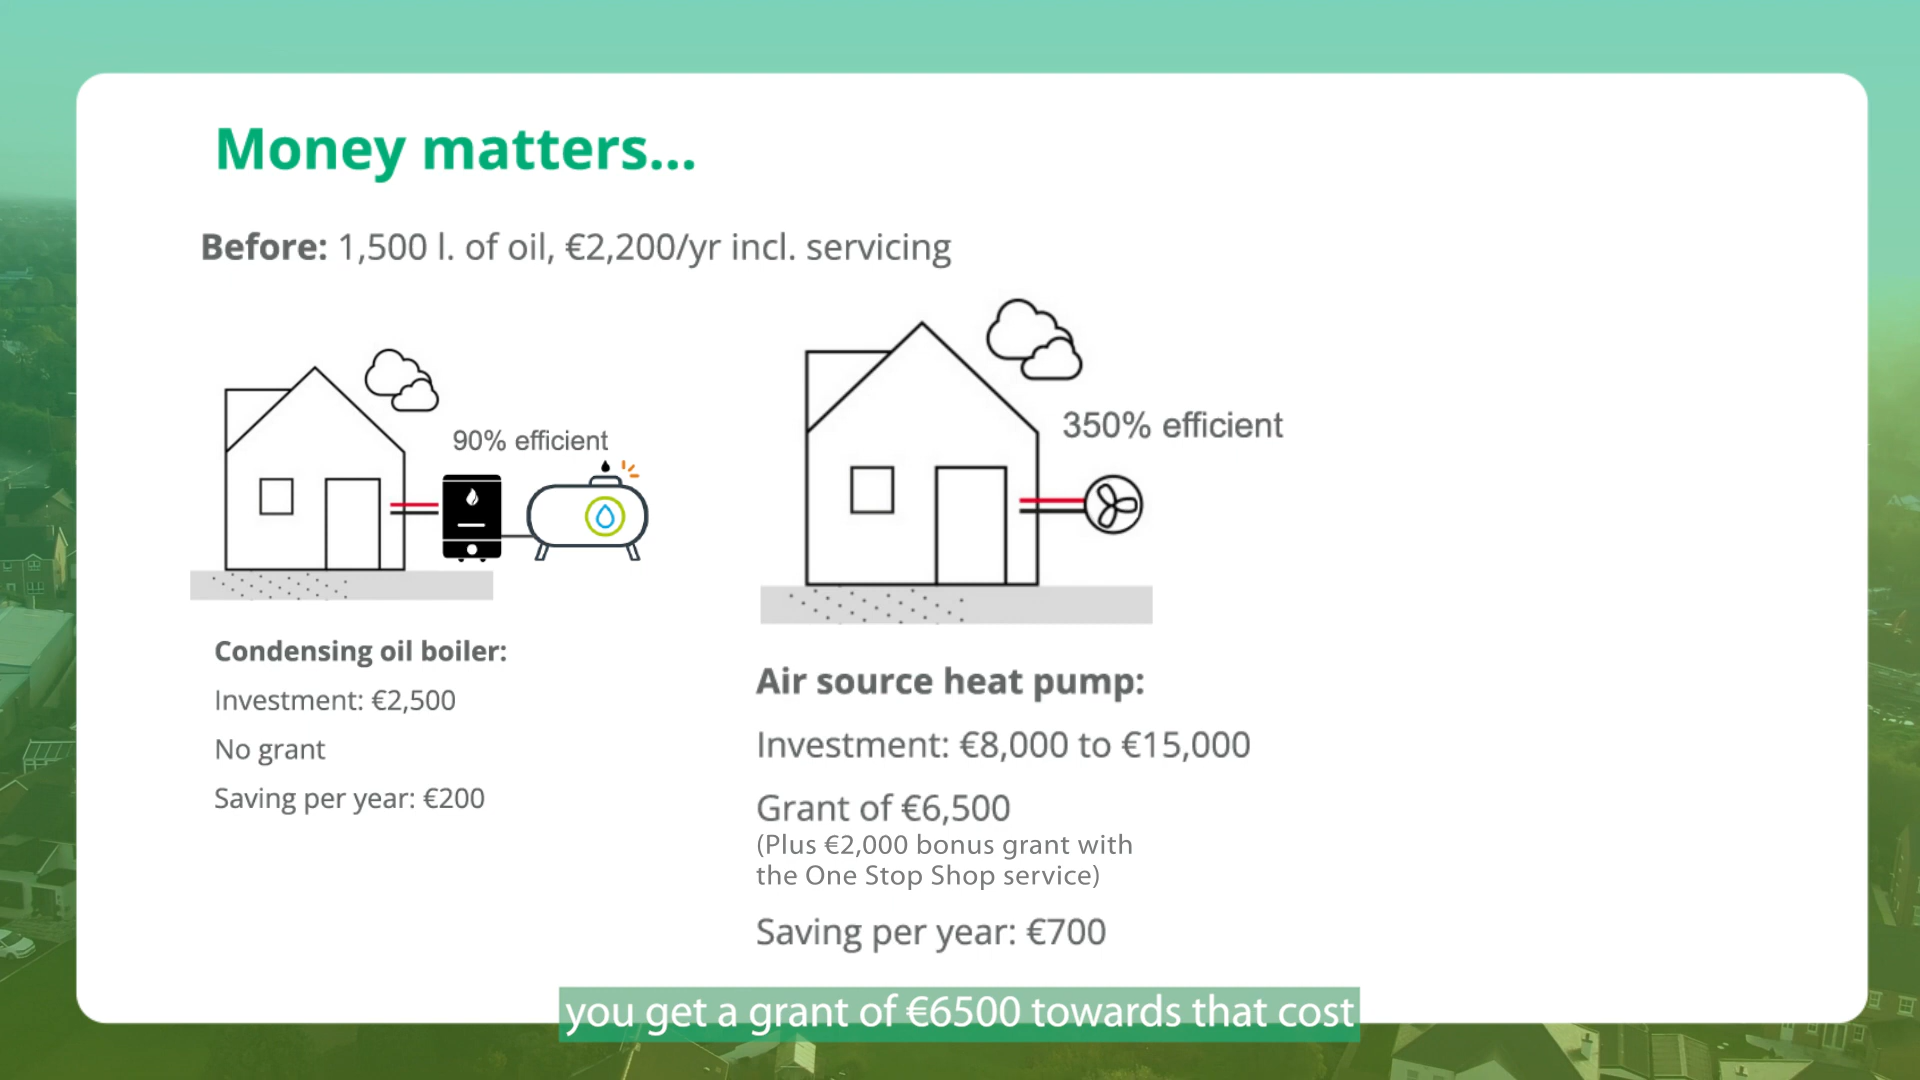 Money matters...
Before: 1,500 l. of oil, €2,200/yr incl. servicing
90% efficient
Condensing oil boiler:
Investment: €2,500
No grant
Saving per year: €200
350% efficient
Air source heat pump:
Investment: €8,000 to €15,000
Grant of €6,500
(Plus €2,000 bonus grant with
the One Stop Shop service)
Saving per year: €700
you get a grant of €6500 towards that cost